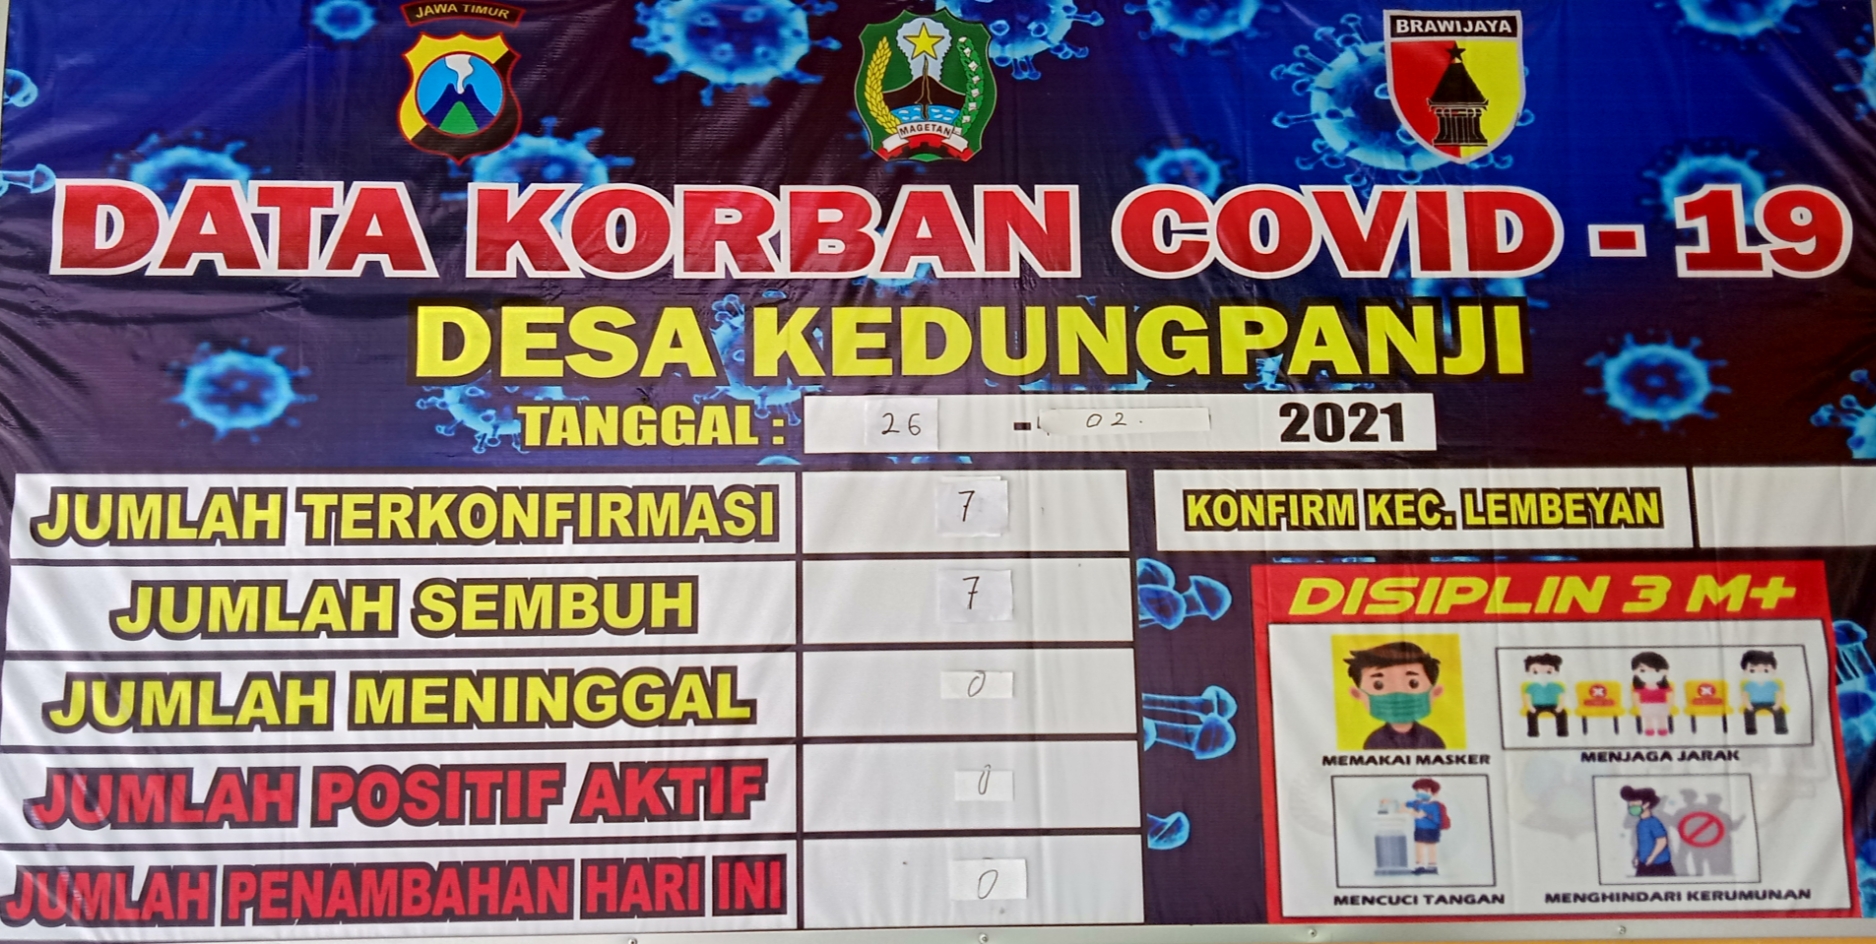 JAWA TIMUR
MAGETAN
BRAWIJAYA
DATA KORBAN COVID - 19
DESA KEDUNGPANJI
TANGGAL : 26 - 02. 2021
JUMLAH TERKONFIRMASI 7
KONFIRM KEC. LEMBEYAN
JUMLAH SEMBUH 7
JUMLAH MENINGGAL 0
JUMLAH POSITIF AKTIF 0
JUMLAH PENAMBAHAN HARI INI 0
DISIPLIN 3 M+
MEMAKAI MASKER
MENJAGA JARAK
MENCUCI TANGAN
MENGHINDARI KERUMUNAN